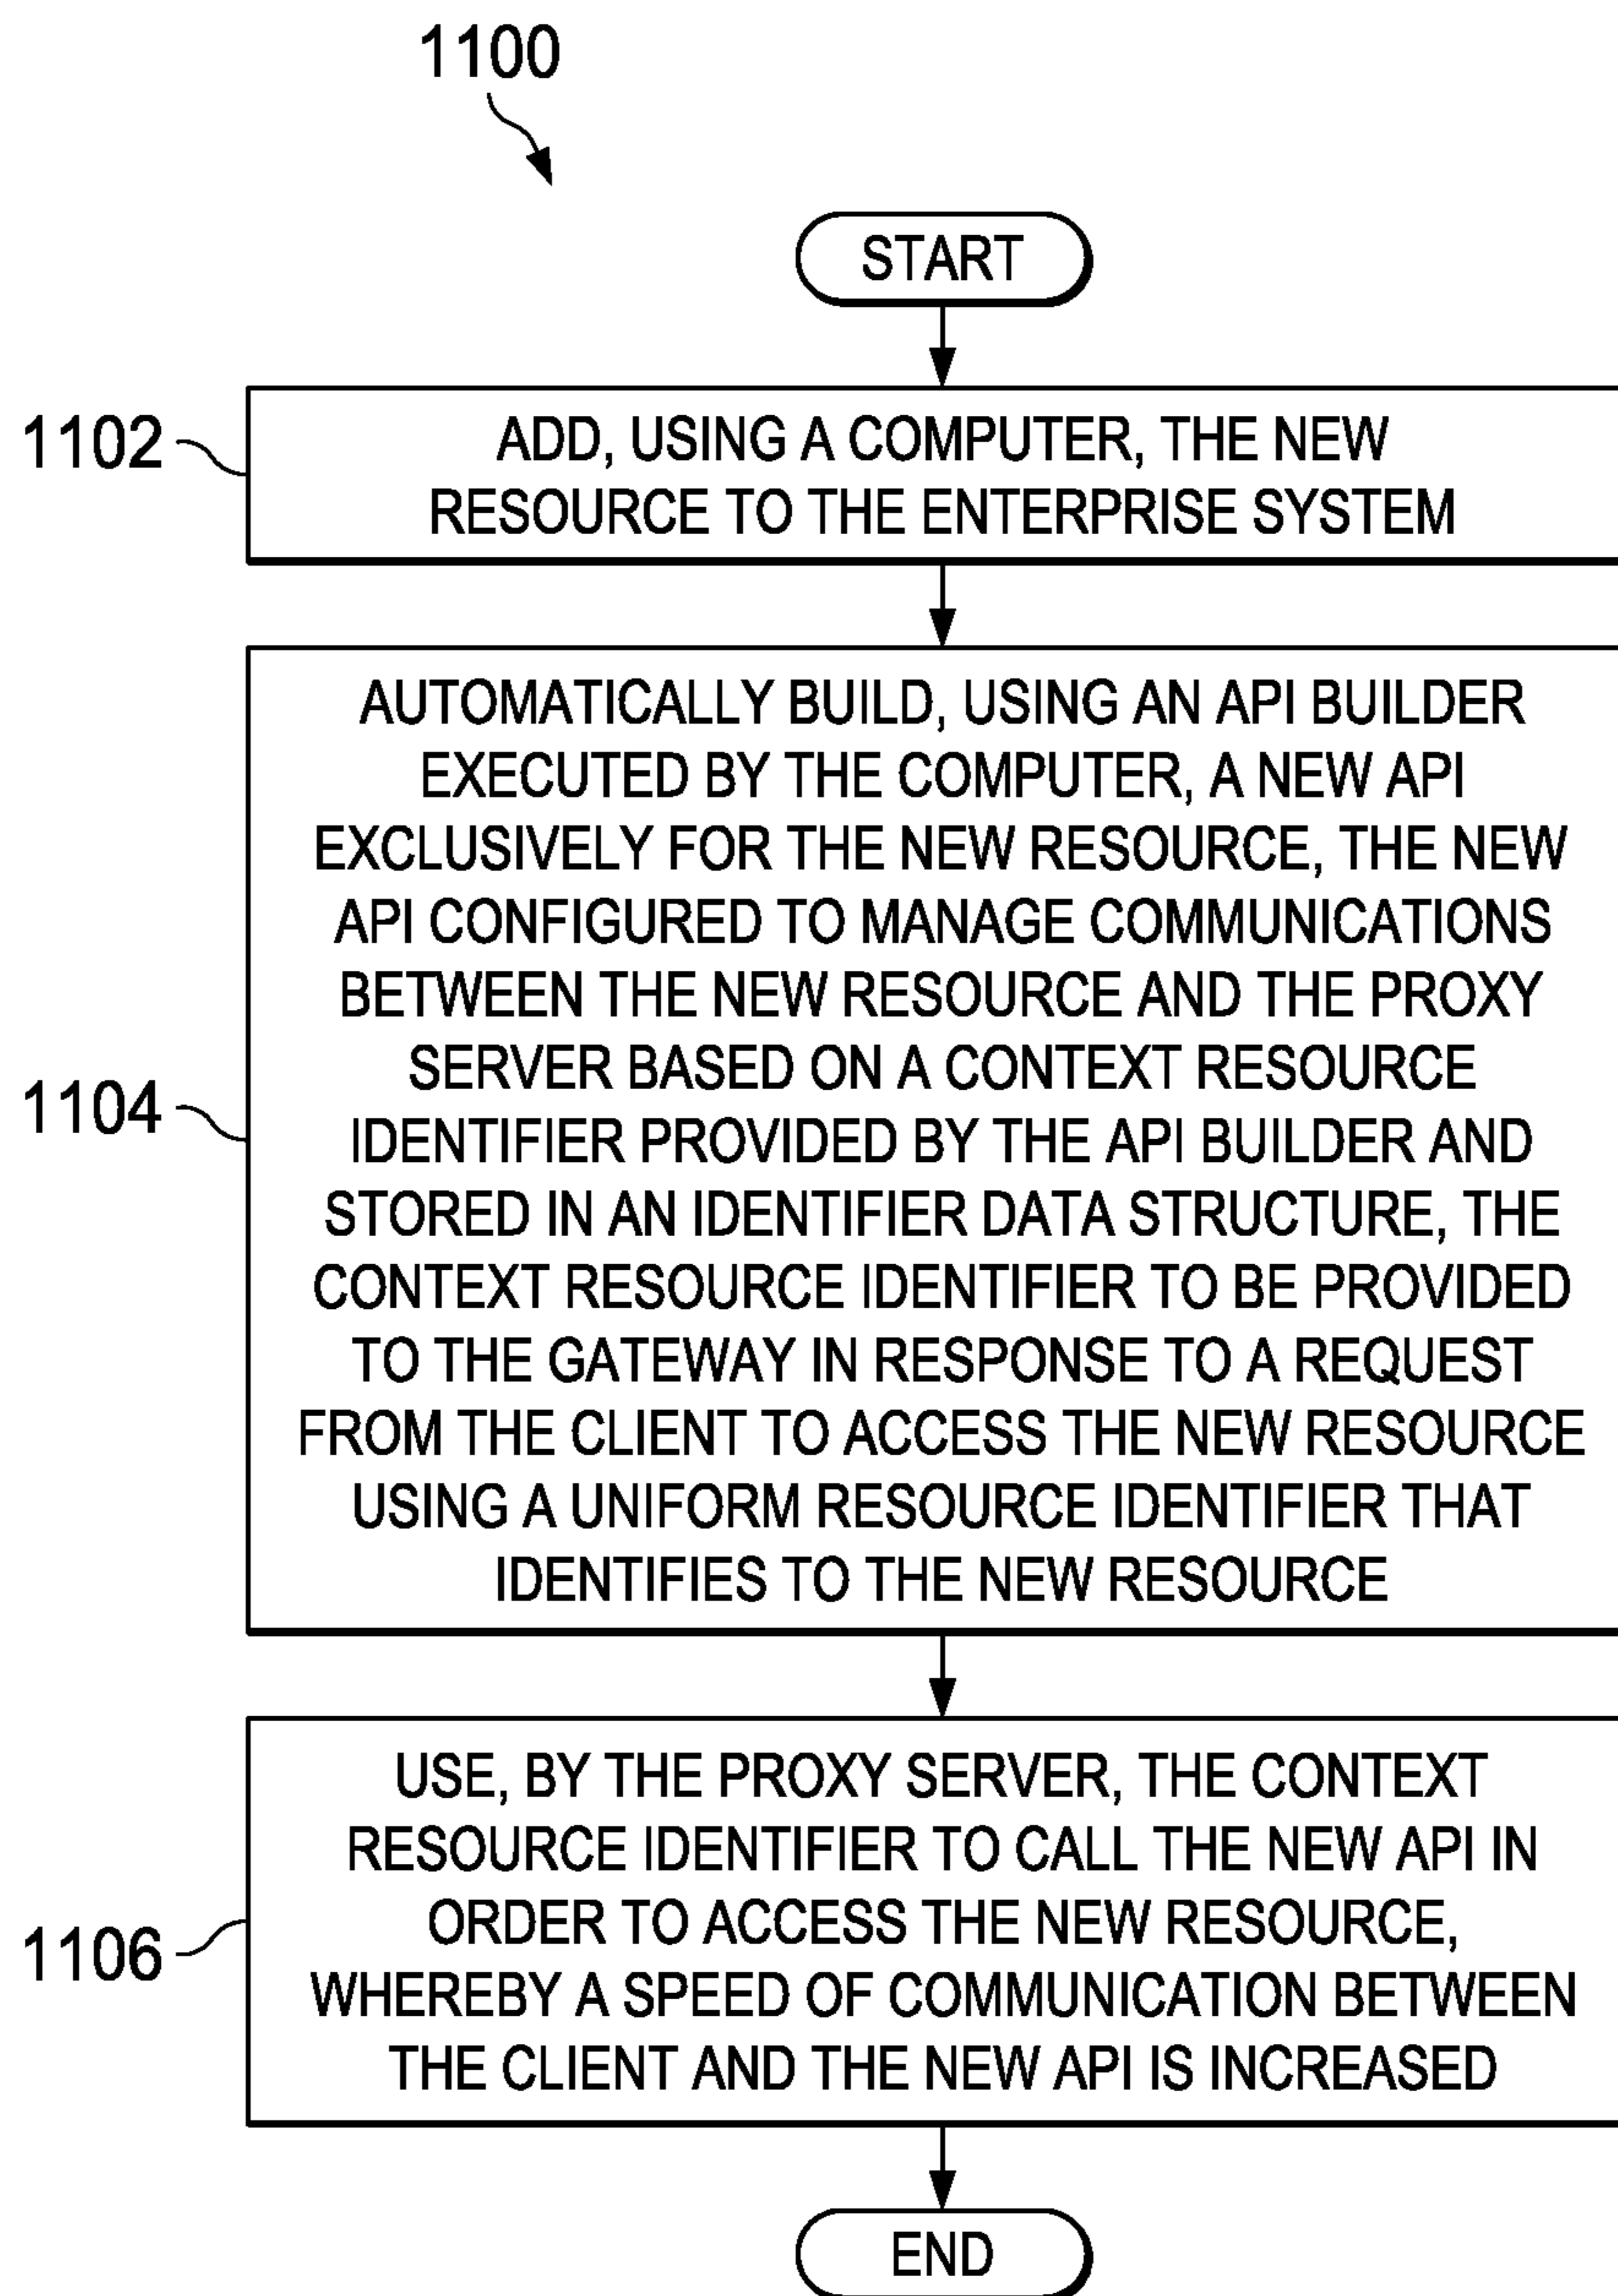 1100
START
1102
ADD, USING A COMPUTER, THE NEW
RESOURCE TO THE ENTERPRISE SYSTEM
1104
AUTOMATICALLY BUILD, USING AN API BUILDER
EXECUTED BY THE COMPUTER, A NEW API
EXCLUSIVELY FOR THE NEW RESOURCE, THE NEW
API CONFIGURED TO MANAGE COMMUNICATIONS
BETWEEN THE NEW RESOURCE AND THE PROXY
SERVER BASED ON A CONTEXT RESOURCE
IDENTIFIER PROVIDED BY THE API BUILDER AND
STORED IN AN IDENTIFIER DATA STRUCTURE, THE
CONTEXT RESOURCE IDENTIFIER TO BE PROVIDED
TO THE GATEWAY IN RESPONSE TO A REQUEST
FROM THE CLIENT TO ACCESS THE NEW RESOURCE
USING A UNIFORM RESOURCE IDENTIFIER THAT
IDENTIFIES TO THE NEW RESOURCE
1106
USE, BY THE PROXY SERVER, THE CONTEXT
RESOURCE IDENTIFIER TO CALL THE NEW API IN
ORDER TO ACCESS THE NEW RESOURCE,
WHEREBY A SPEED OF COMMUNICATION BETWEEN
THE CLIENT AND THE NEW API IS INCREASED
END